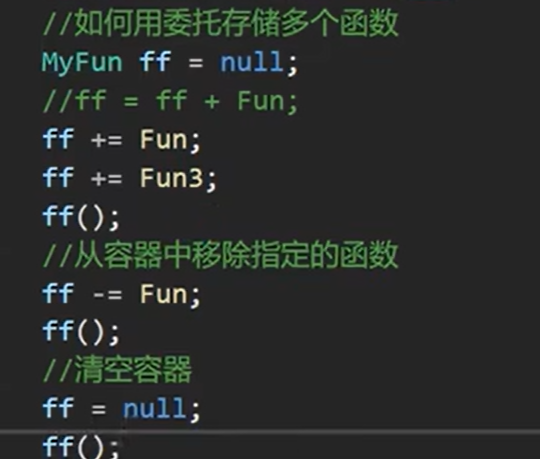 //如何用委托存储多个函数
MyFun ff = null;
//ff = ff + Fun;
ff += Fun;
ff += Fun3;
ff();
//从容器中移除指定的函数
ff -= Fun;
ff();
//清空容器
ff = null;
ff();